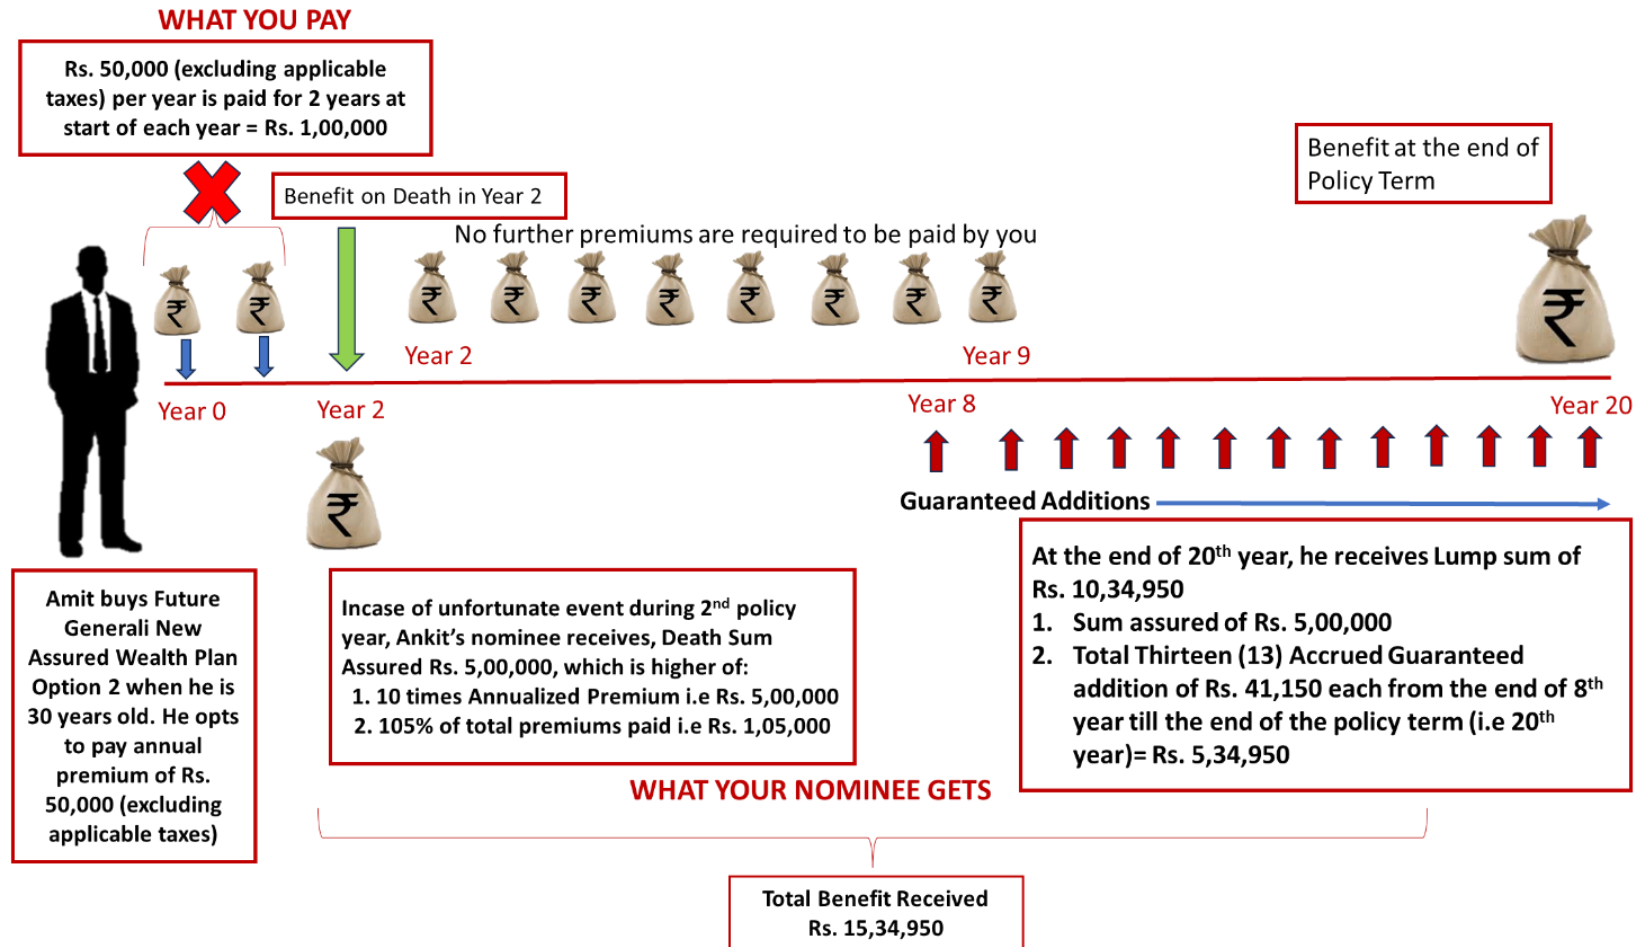 WHAT YOU PAY
Rs. 50,000 (excluding applicable
taxes) per year is paid for 2 years at
start of each year = Rs. 1,00,000
Benefit on Death in Year 2
No further premiums are required to be paid by you
Benefit at the end of
Policy Term
₹
₹
₹
₹
₹
₹
₹
₹
₹
₹
₹
Year 2
Year 9
Year 0
Year 2
Year 8
Year 20
₹
Guaranteed Additions
Amit buys Future
Generali New
Assured Wealth Plan
Option 2 when he is
30 years old. He opts
to pay annual
premium of Rs.
50,000 (excluding
applicable taxes)
Incase of unfortunate event during 2nd policy
year, Ankit's nominee receives, Death Sum
Assured Rs. 5,00,000, which is higher of:
1. 10 times Annualized Premium i.e Rs. 5,00,000
2. 105% of total premiums paid i.e Rs. 1,05,000
At the end of 20th year, he receives Lump sum of
Rs. 10,34,950
1. Sum assured of Rs. 5,00,000
2. Total Thirteen (13) Accrued Guaranteed
addition of Rs. 41,150 each from the end of 8th
year till the end of the policy term (i.e 20th
year)= Rs. 5,34,950
WHAT YOUR NOMINEE GETS
Total Benefit Received
Rs. 15,34,950